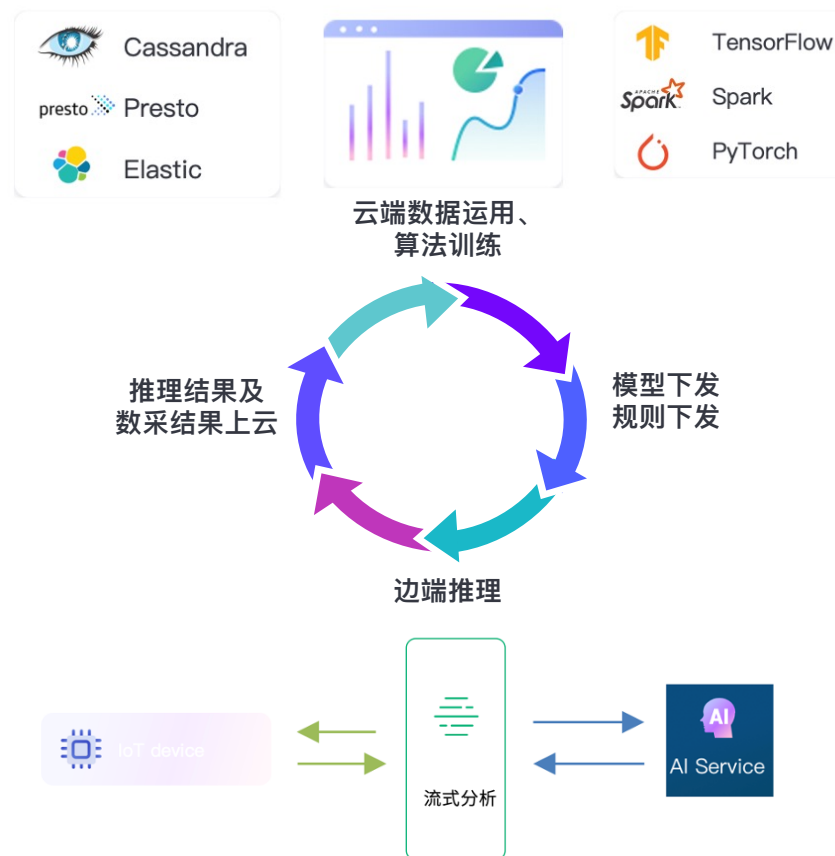 Cassandra
presto Presto
Elastic
TensorFlow
APACHE Spark Spark
PyTorch
云端数据运用、
算法训练
推理结果及
数采结果上云
模型下发
规则下发
边端推理
IoT device
流式分析
AI
AI Service